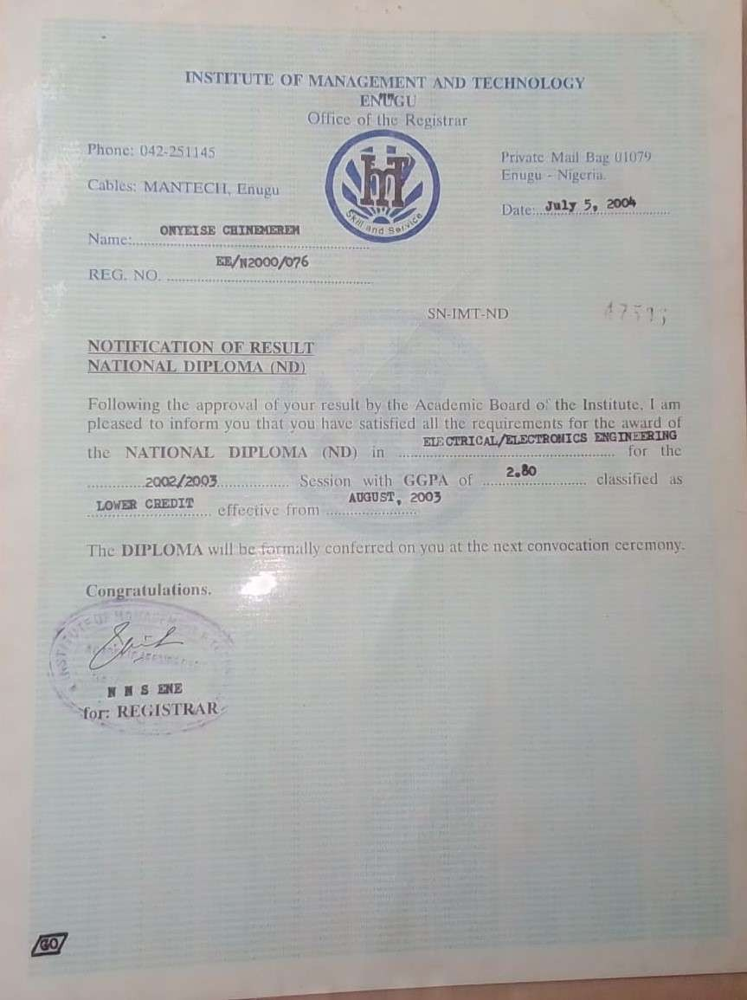 INSTITUTE OF MANAGEMENT AND TECHNOLOGY
ENUGU
Office of the Registrar
Phone: 042-251145
Private Mail Bag 01079
Enugu - Nigeria.
Cables: MANTECH, Enugu
IMT
Skill and Service
Date:...July 5, 2004
Name:...ONYEISE CHINEMEREM
REG. NO. ...EE/N2000/076
SN-IMT-ND
NOTIFICATION OF RESULT
NATIONAL DIPLOMA (ND)
Following the approval of your result by the Academic Board of the Institute, I am
pleased to inform you that you have satisfied all the requirements for the award of
the NATIONAL DIPLOMA (ND) in ELECTRICAL/ELECTRONICS ENGINEERING for the
2002/2003 Session with GGPA of 2.80 classified as
LOWER CREDIT effective from AUGUST, 2003
The DIPLOMA will be formally conferred on you at the next convocation ceremony.
Congratulations.
INSTITUTE OF MANAGEMENT
N N S ENE
for: REGISTRAR
GO